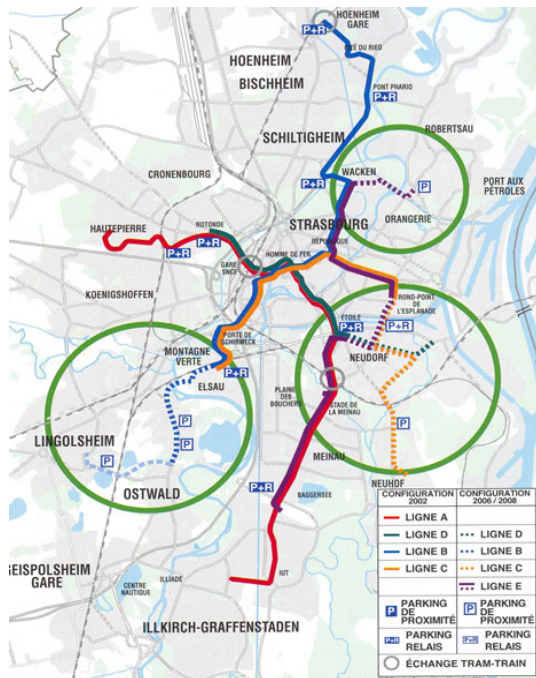 HOENHEIM
GARE
P+R
CITÉ DU RIED
HOENHEIM
BISCHHEIM
PONT PHARIO
SCHILTIGHEIM
ROBERTSAU
CRONENBOURG
P+R
WACKEN
P
PORT AUX
PÉTROLES
ORANGERIE
HAUTEPIERRE
ROTONDE
P+R
P+R
STRASBOURG
RÉPUBLIQUE
HOMME DE FER
GARE
SNCF
KOENIGSHOFFEN
ROND-POINT
DE
L'ESPLANADE
ÉTOILE
P+R
P+R
PORTE DE
SCHIRMECK
MONTAGNE
VERTE
P+R
NEUDORF
ELSAU
PLAINE
DES
BOUCHERS
STADE DE
LA MEINAU
P
LINGOLSHEIM
P
P
MEINAU
OSTWALD
P+R
BAGGERSEE
NEUHOF
GEISPOLSHEIM
GARE
ILLIADE
IUT
CENTRE
NAUTIQUE
ILLKIRCH-GRAFFENSTADEN
CONFIGURATION
2002
CONFIGURATION
2006 / 2008
LIGNE A
LIGNE D
LIGNE D
LIGNE B
LIGNE B
LIGNE C
LIGNE C
LIGNE E
P PARKING
DE
PROXIMITÉ
P PARKING
DE
PROXIMITÉ
P+R PARKING
RELAIS
P+R PARKING
RELAIS
ÉCHANGE TRAM-TRAIN